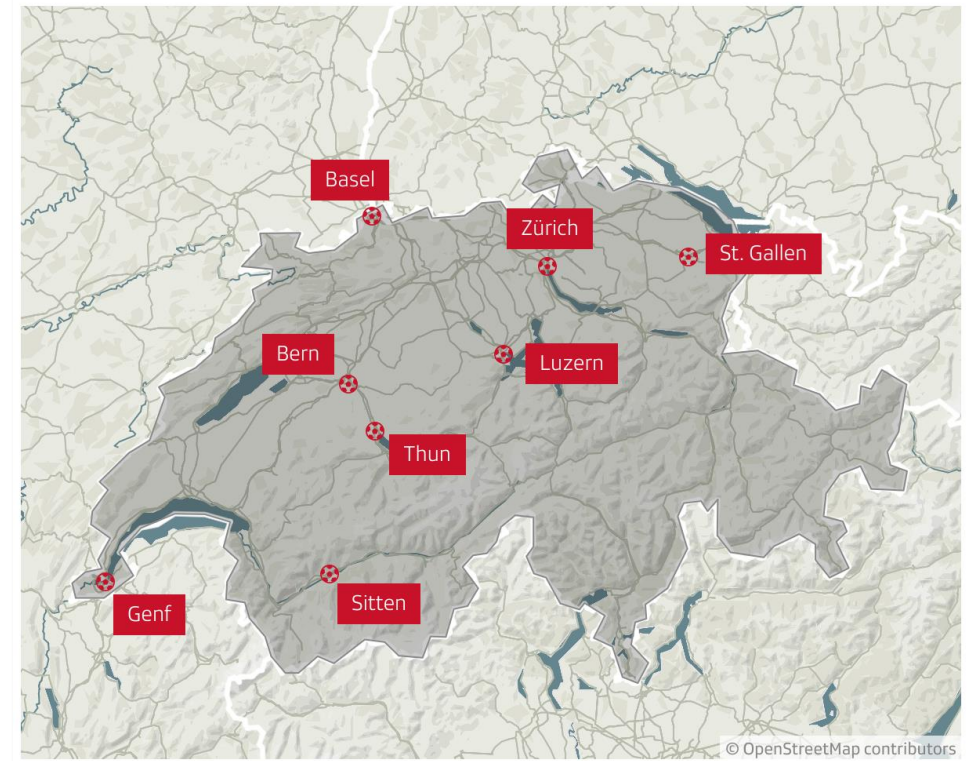 Basel
Zürich
St. Gallen
Bern
Luzern
Thun
Sitten
Genf
© OpenStreetMap contributors